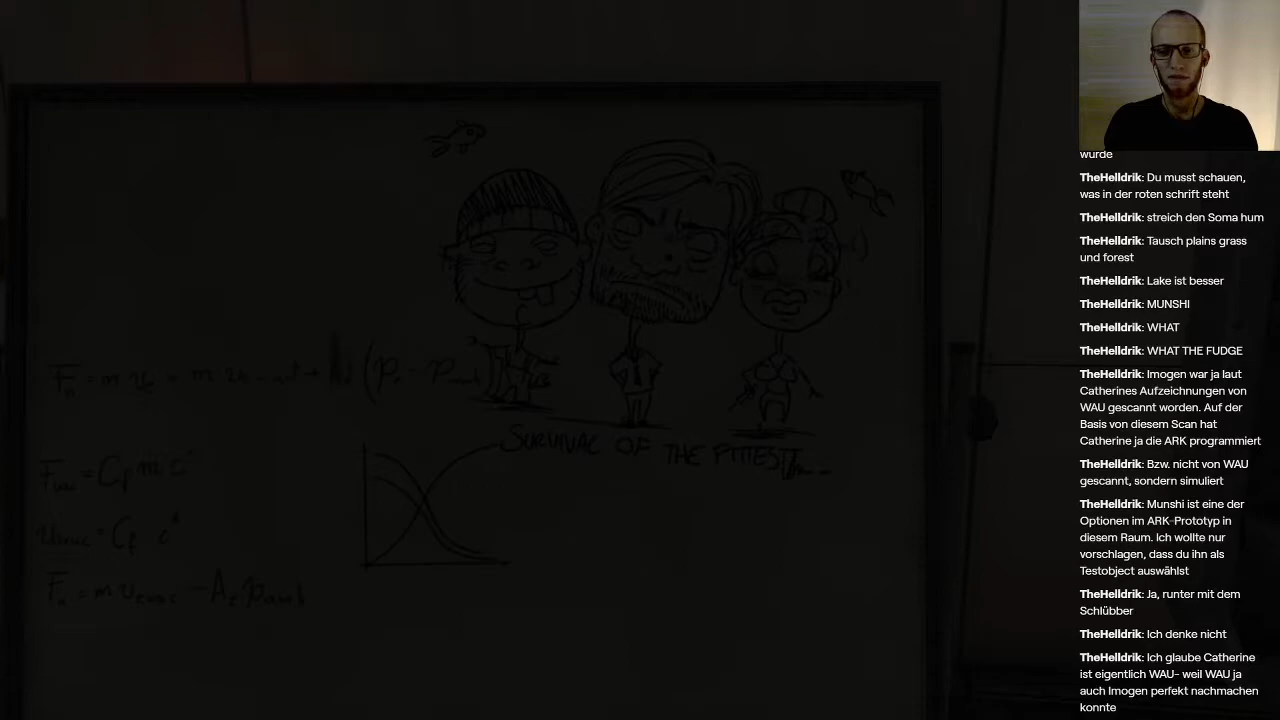 wurde
TheHelldrik: Du musst schauen,
was in der roten schrift steht
TheHelldrik: streich den Soma hum
TheHelldrik: Tausch plains grass
und forest
TheHelldrik: Lake ist besser
TheHelldrik: MUNSHI
TheHelldrik: WHAT
TheHelldrik: WHAT THE FUDGE
TheHelldrik: Imogen war ja laut
Catherines Aufzeichnungen von
WAU gescannt worden. Auf der
Basis von diesem Scan hat
Catherine ja die ARK programmiert
TheHelldrik: Bzw. nicht von WAU
gescannt, sondern simuliert
TheHelldrik: Munshi ist eine der
Optionen im ARK-Prototyp in
diesem Raum. Ich wollte nur
vorschlagen, dass du ihn als
Testobject auswählst
TheHelldrik: Ja, runter mit dem
Schlübber
TheHelldrik: Ich denke nicht
TheHelldrik: Ich glaube Catherine
ist eigentlich WAU- weil WAU ja
auch Imogen perfekt nachmachen
konnte
SURVIVAL OF THE FITTEST